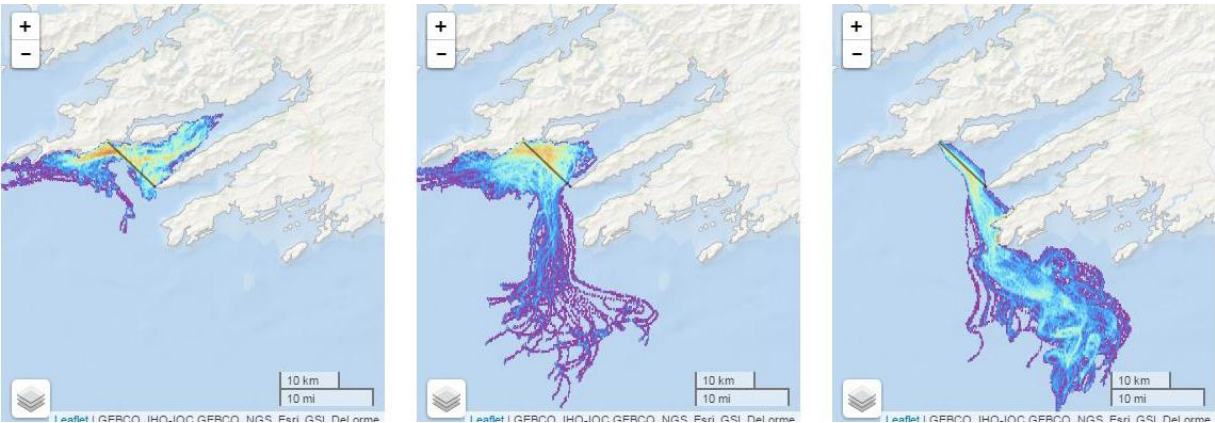 +
−
10 km
10 mi
Leaflet | GEBCO, IHO-IOC GEBCO, NGS, Esri, GSI, DeLorme
+
−
10 km
10 mi
Leaflet | GEBCO, IHO-IOC GEBCO, NGS, Esri, GSI, DeLorme
+
−
10 km
10 mi
Leaflet | GEBCO, IHO-IOC GEBCO, NGS, Esri, GSI, DeLorme